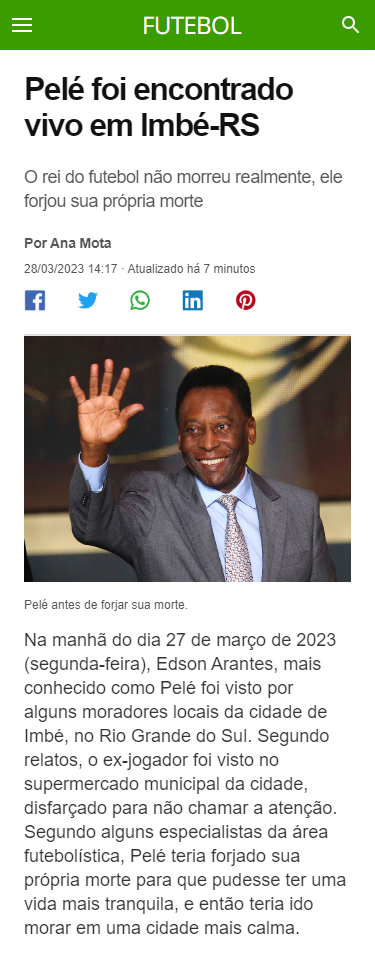 FUTEBOL
Pelé foi encontrado
vivo em Imbé-RS
O rei do futebol não morreu realmente, ele
forjou sua própria morte
Por Ana Mota
28/03/2023 14:17 · Atualizado há 7 minutos
Pelé antes de forjar sua morte.
Na manhã do dia 27 de março de 2023
(segunda-feira), Edson Arantes, mais
conhecido como Pelé foi visto por
alguns moradores locais da cidade de
Imbé, no Rio Grande do Sul. Segundo
relatos, o ex-jogador foi visto no
supermercado municipal da cidade,
disfarçado para não chamar a atenção.
Segundo alguns especialistas da área
futebolística, Pelé teria forjado sua
própria morte para que pudesse ter uma
vida mais tranquila, e então teria ido
morar em uma cidade mais calma.